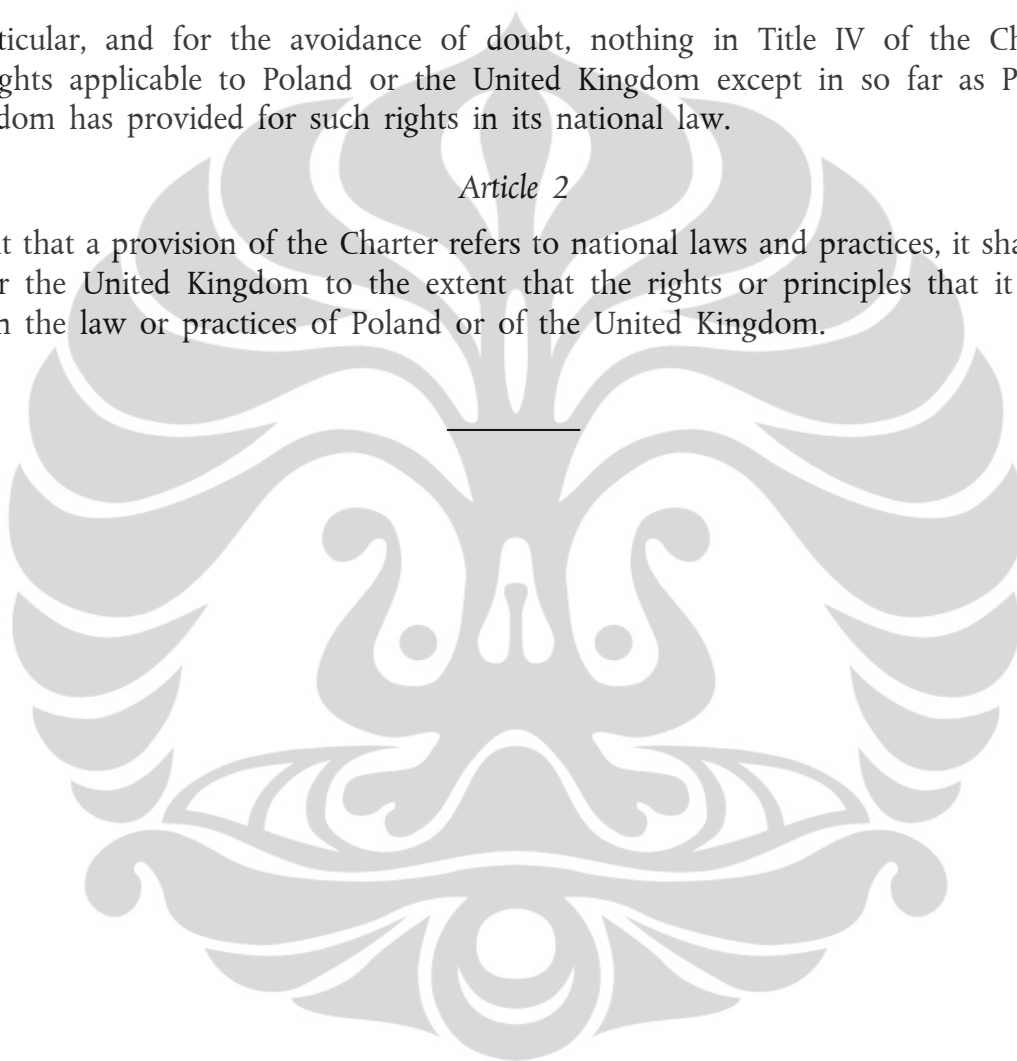 ticular, and for the avoidance of doubt, nothing in Title IV of the Ch
ghts applicable to Poland or the United Kingdom except in so far as P
dom has provided for such rights in its national law.
Article 2
t that a provision of the Charter refers to national laws and practices, it sha
r the United Kingdom to the extent that the rights or principles that it
n the law or practices of Poland or of the United Kingdom.